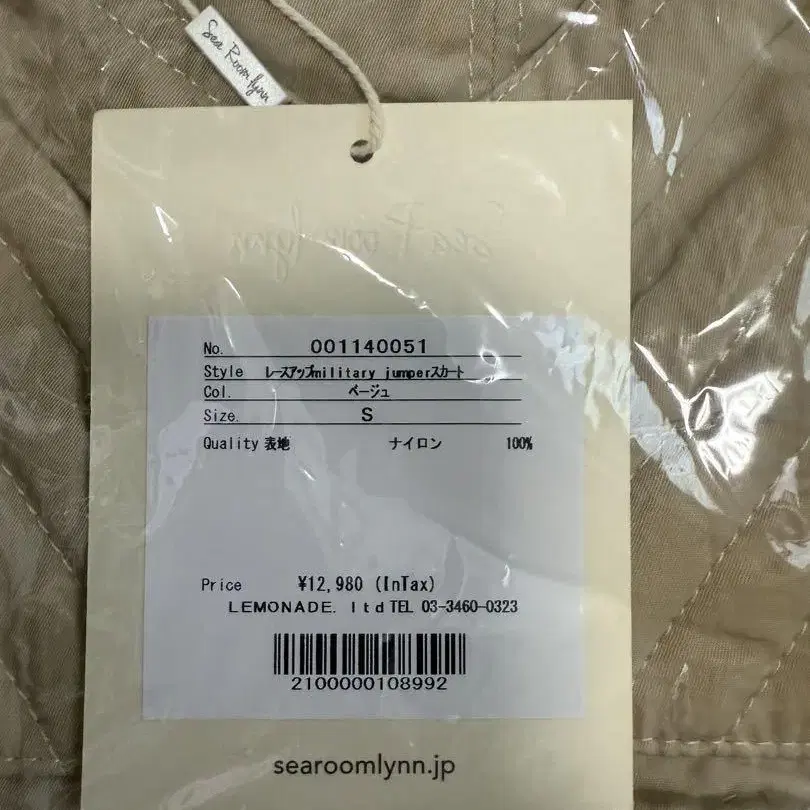 Sea Room lynn
Sea Room lynn
No. 001140051
Style ﾚｰｽｱｯﾌﾟmilitary jumperｽｶｰﾄ
Col. ベージュ
Size. S
Quality 表地 ナイロン 100%
Price ¥12,980 (InTax)
LEMONADE. ltd TEL 03-3460-0323
2100000108992
searoomlynn.jp